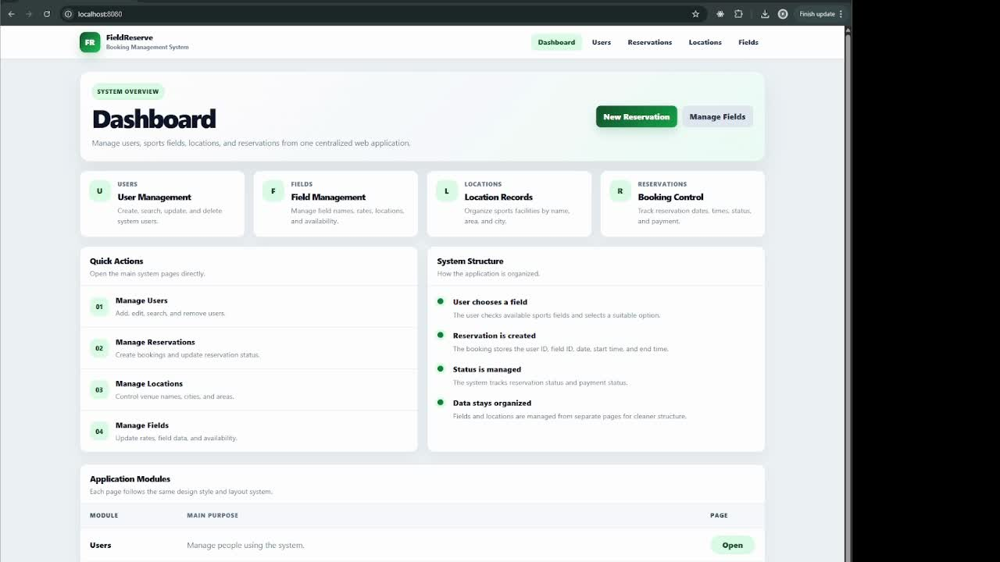 localhost:8080
Finish update
FR
FieldReserve
Booking Management System
Dashboard
Users
Reservations
Locations
Fields
SYSTEM OVERVIEW
Dashboard
Manage users, sports fields, locations, and reservations from one centralized web application.
New Reservation
Manage Fields
U
USERS
User Management
Create, search, update, and delete
system users.
F
FIELDS
Field Management
Manage field names, rates, locations,
and availability.
L
LOCATIONS
Location Records
Organize sports facilities by name,
area, and city.
R
RESERVATIONS
Booking Control
Track reservation dates, times, status,
and payment.
Quick Actions
Open the main system pages directly.
01
Manage Users
Add, edit, search, and remove users.
02
Manage Reservations
Create bookings and update reservation status.
03
Manage Locations
Control venue names, cities, and areas.
04
Manage Fields
Update rates, field data, and availability.
System Structure
How the application is organized.
User chooses a field
The user checks available sports fields and selects a suitable option.
Reservation is created
The booking stores the user ID, field ID, date, start time, and end time.
Status is managed
The system tracks reservation status and payment status.
Data stays organized
Fields and locations are managed from separate pages for cleaner structure.
Application Modules
Each page follows the same design style and layout system.
MODULE
MAIN PURPOSE
PAGE
Users
Manage people using the system.
Open